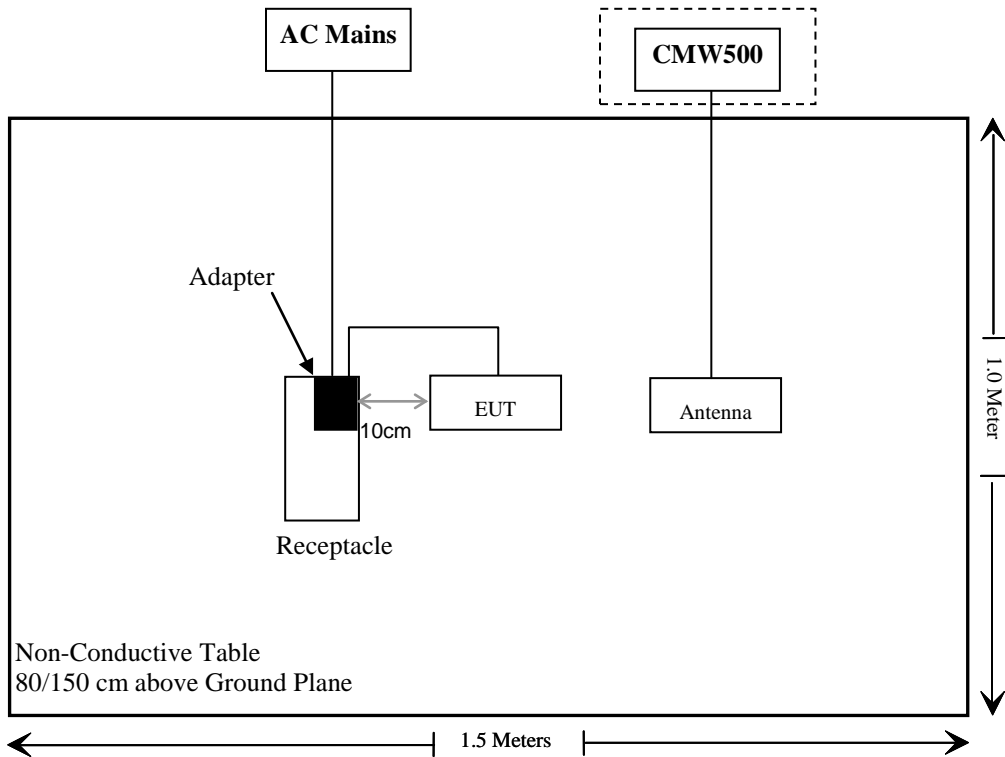 AC Mains
CMW500
Adapter
EUT
10cm
Antenna
1.0 Meter
Receptacle
Non-Conductive Table
80/150 cm above Ground Plane
1.5 Meters